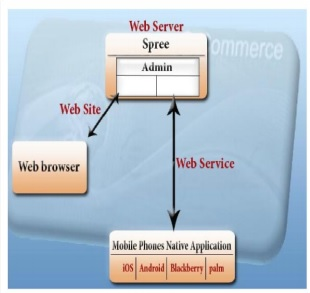 Web Server
Spree
ommerce
Admin
Web Site
Web browser
Web Service
Mobile Phones Native Application
iOS Android Blackberry palm